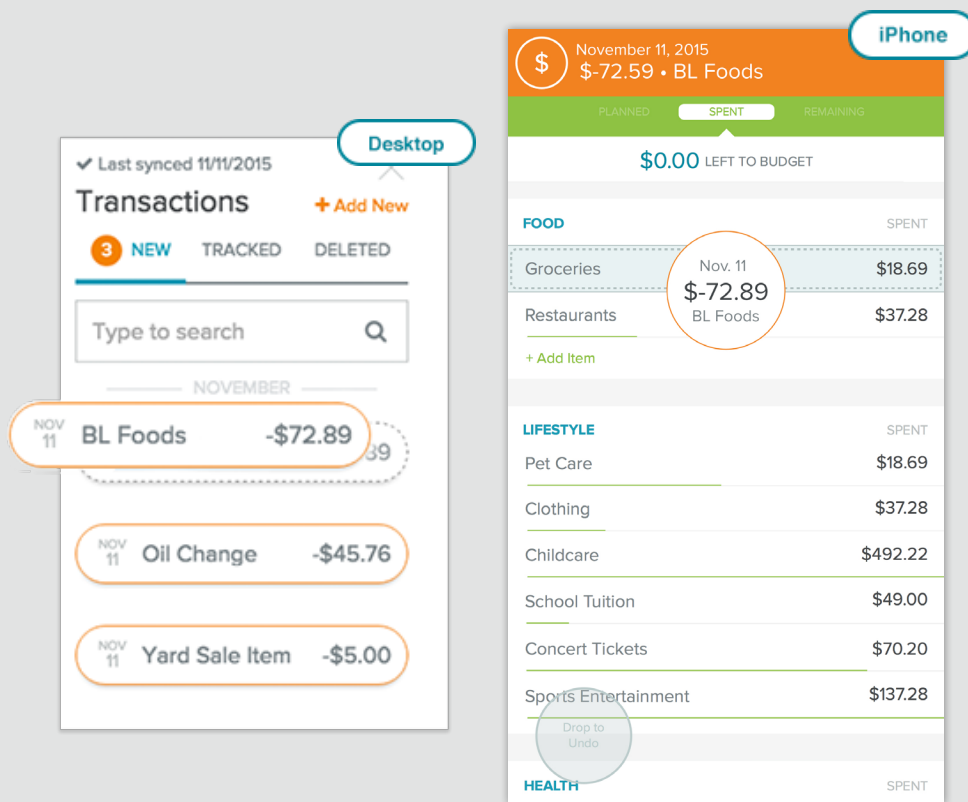 Desktop
✔ Last synced 11/11/2015
Transactions
+ Add New
3 NEW TRACKED DELETED
Type to search
NOVEMBER
NOV 11 BL Foods -$72.89
39
NOV 11 Oil Change -$45.76
NOV 11 Yard Sale Item -$5.00
iPhone
$
November 11, 2015
$-72.59 • BL Foods
PLANNED SPENT REMAINING
$0.00 LEFT TO BUDGET
FOOD SPENT
Groceries $18.69
Nov. 11
$-72.89
BL Foods
Restaurants $37.28
+ Add Item
LIFESTYLE SPENT
Pet Care $18.69
Clothing $37.28
Childcare $492.22
School Tuition $49.00
Concert Tickets $70.20
Sports Entertainment $137.28
Drop to
Undo
HEALTH SPENT